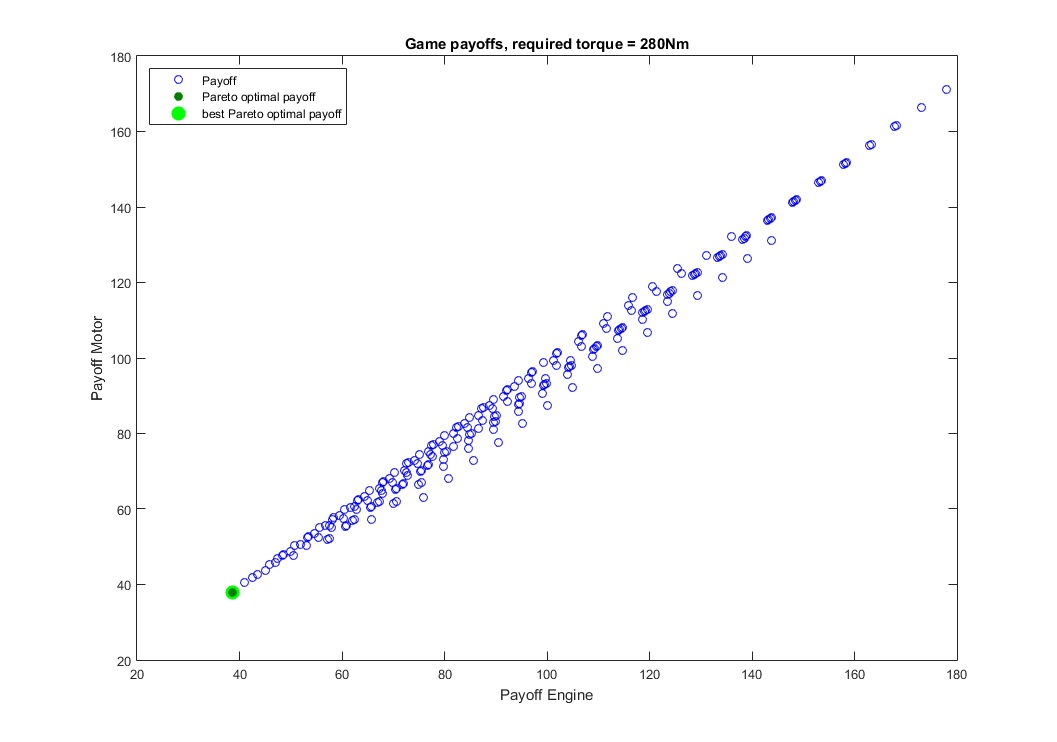 Game payoffs, required torque = 280Nm
180
Payoff
Pareto optimal payoff
best Pareto optimal payoff
160
140
120
100
80
60
40
20
Payoff Motor
20 40 60 80 100 120 140 160 180
Payoff Engine